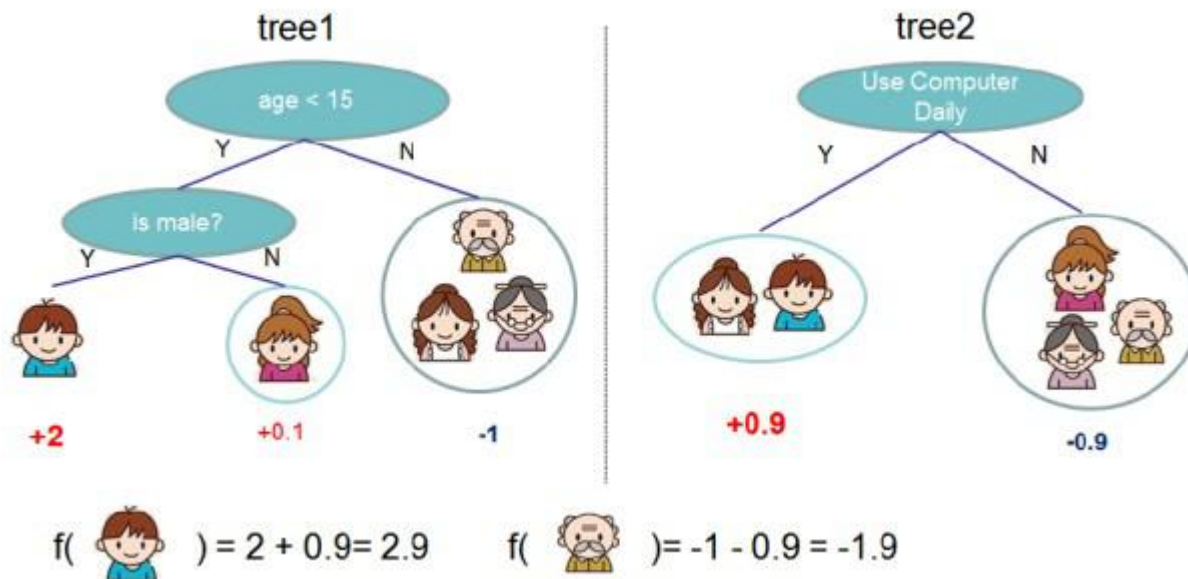 tree1
tree2
age < 15
Use Computer
Daily
Y
N
Y
N
is male?
Y
N
+2
+0.1
-1
+0.9
-0.9
f( ) = 2 + 0.9= 2.9
f( )= -1 - 0.9 = -1.9